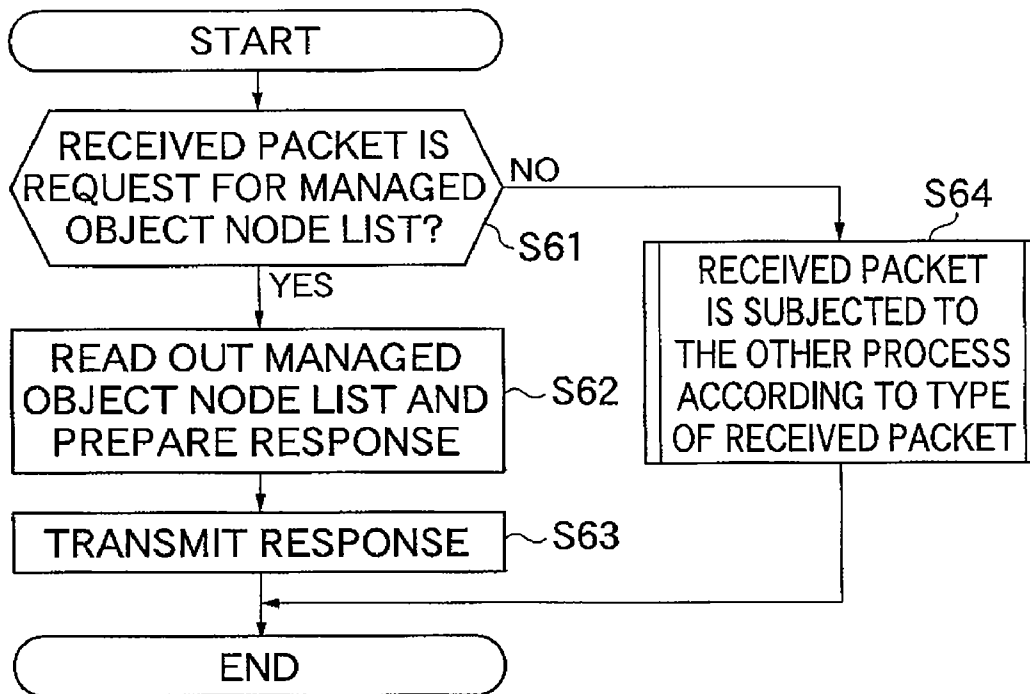 START
RECEIVED PACKET IS
REQUEST FOR MANAGED
OBJECT NODE LIST?
S61
NO
YES
READ OUT MANAGED
OBJECT NODE LIST AND
PREPARE RESPONSE
S62
TRANSMIT RESPONSE
S63
S64
RECEIVED PACKET
IS SUBJECTED TO
THE OTHER PROCESS
ACCORDING TO TYPE
OF RECEIVED PACKET
END